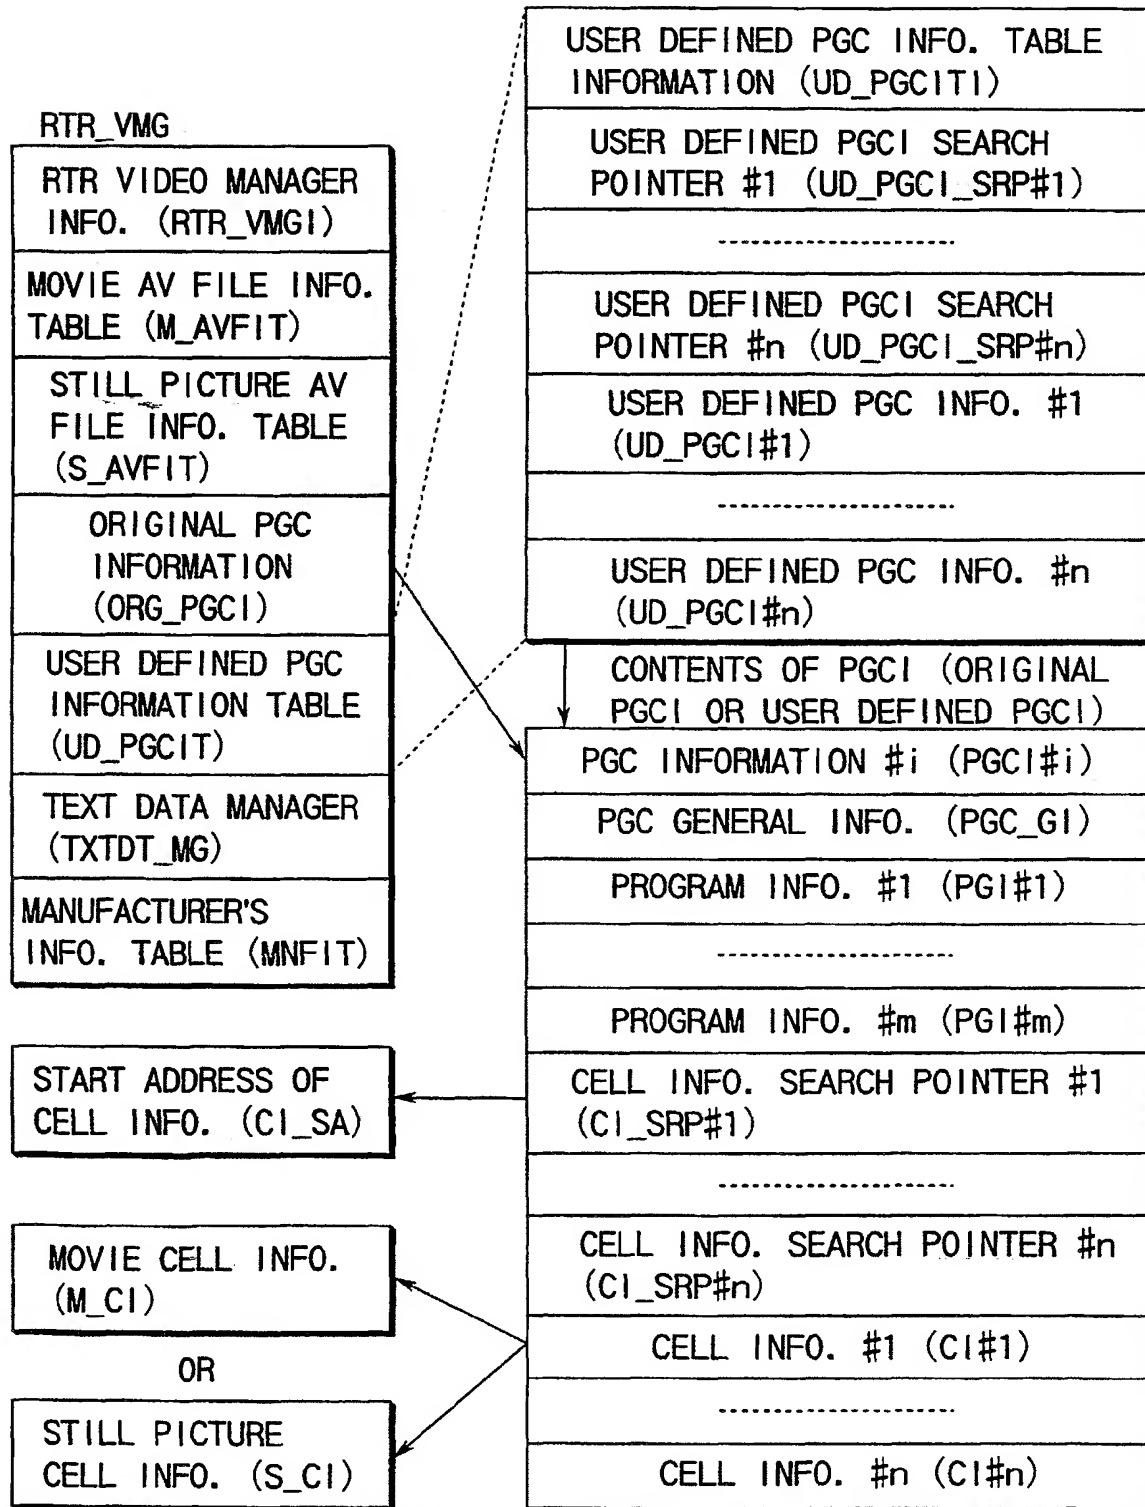 RTR_VMG
RTR VIDEO MANAGER
INFO. (RTR_VMGI)
MOVIE AV FILE INFO.
TABLE (M_AVFIT)
STILL PICTURE AV
FILE INFO. TABLE
(S_AVFIT)
ORIGINAL PGC
INFORMATION
(ORG_PGCI)
USER DEFINED PGC
INFORMATION TABLE
(UD_PGCIT)
TEXT DATA MANAGER
(TXTDT_MG)
MANUFACTURER'S
INFO. TABLE (MNFIT)
START ADDRESS OF
CELL INFO. (CI_SA)
MOVIE CELL INFO.
(M_CI)
OR
STILL PICTURE
CELL INFO. (S_CI)
USER DEFINED PGC INFO. TABLE
INFORMATION (UD_PGCITI)
USER DEFINED PGCI SEARCH
POINTER #1 (UD_PGCI_SRP#1)
USER DEFINED PGCI SEARCH
POINTER #n (UD_PGCI_SRP#n)
USER DEFINED PGC INFO. #1
(UD_PGCI#1)
USER DEFINED PGC INFO. #n
(UD_PGCI#n)
CONTENTS OF PGCI (ORIGINAL
PGCI OR USER DEFINED PGCI)
PGC INFORMATION #i (PGCI#i)
PGC GENERAL INFO. (PGC_GI)
PROGRAM INFO. #1 (PGI#1)
PROGRAM INFO. #m (PGI#m)
CELL INFO. SEARCH POINTER #1
(CI_SRP#1)
CELL INFO. SEARCH POINTER #n
(CI_SRP#n)
CELL INFO. #1 (CI#1)
CELL INFO. #n (CI#n)